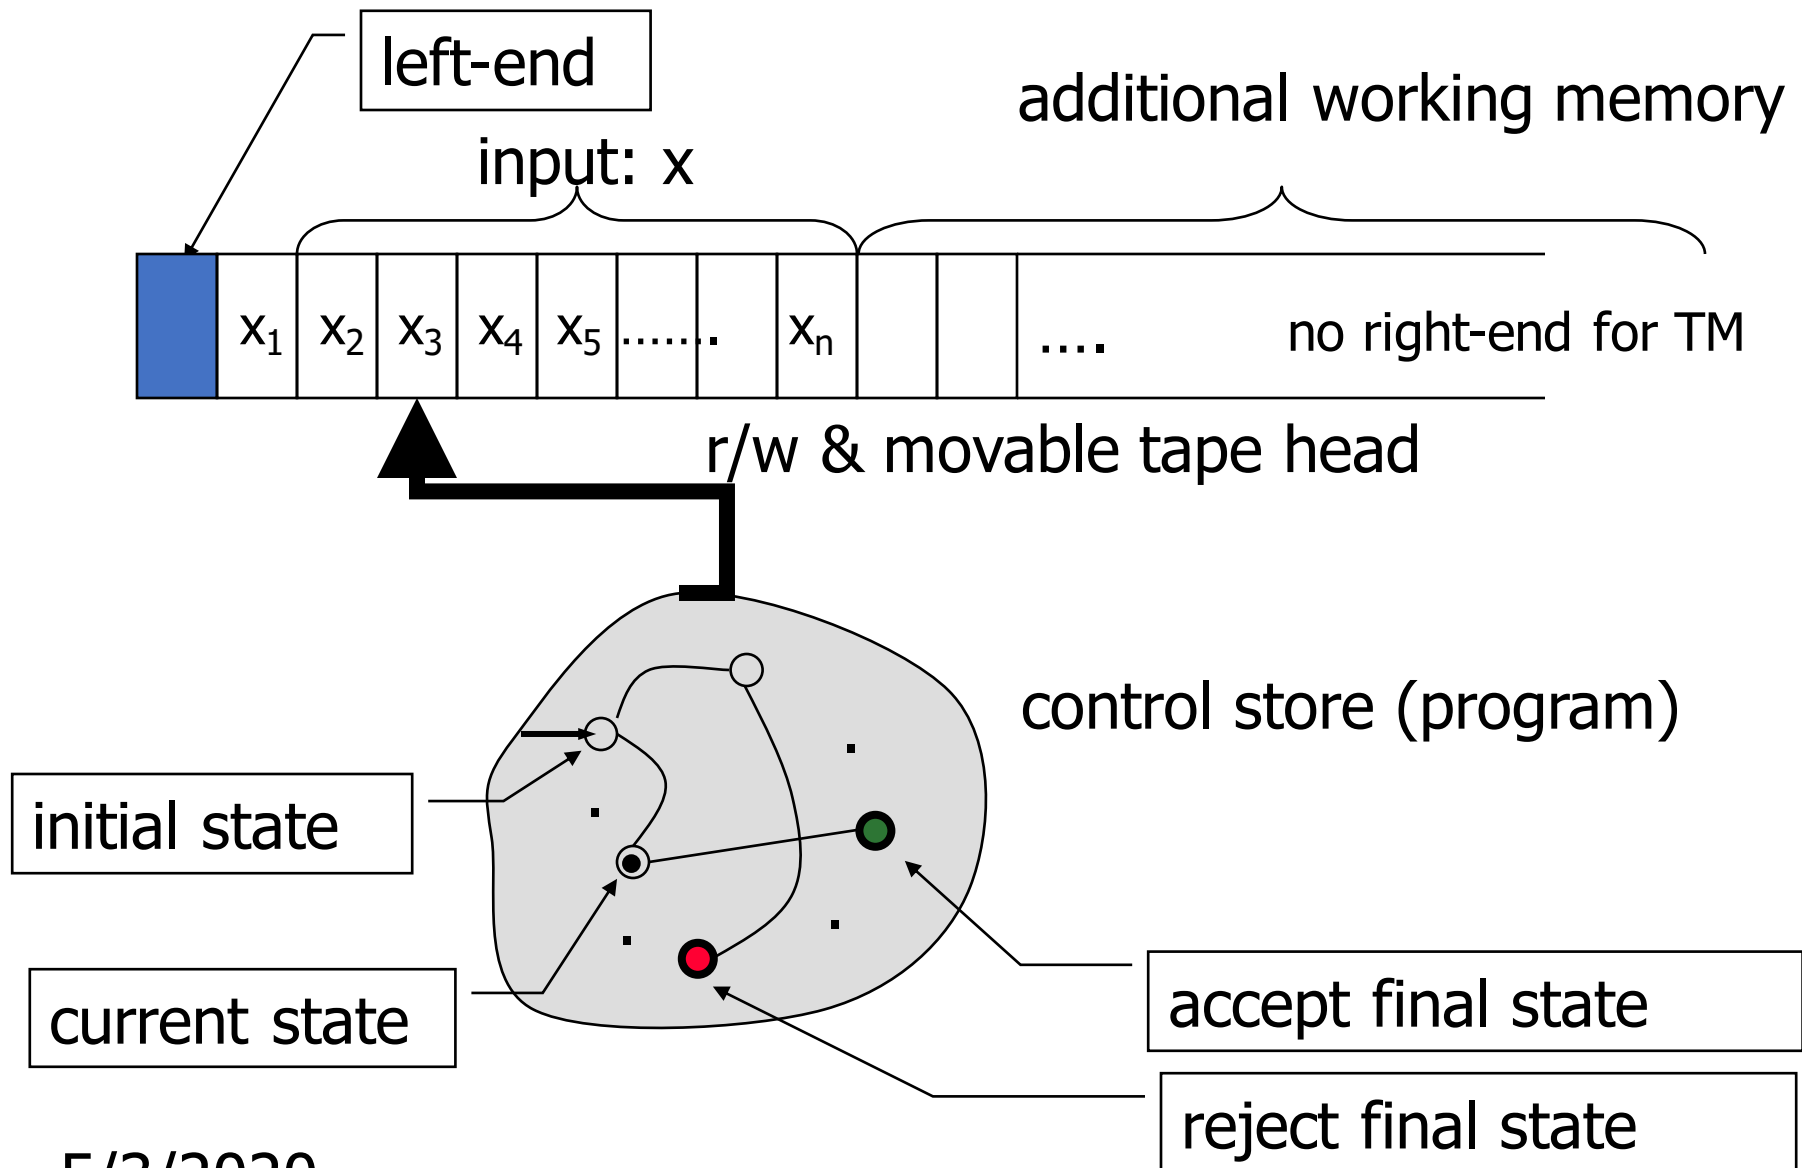 left-end
additional working memory
input: x
x₁ x₂ x₃ x₄ x₅ ....... xₙ .... no right-end for TM
r/w & movable tape head
control store (program)
initial state
current state
accept final state
reject final state